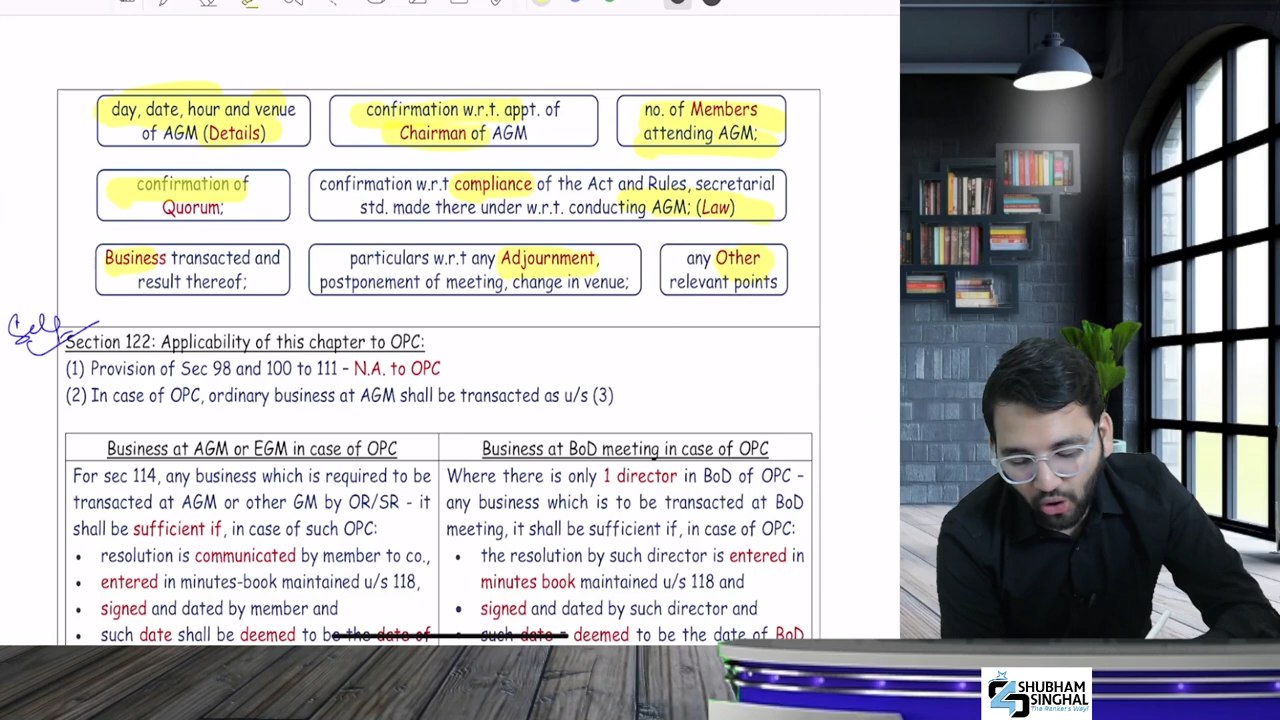 day, date, hour and venue
of AGM (Details)
confirmation w.r.t. appt. of
Chairman of AGM
no. of Members
attending AGM;
confirmation of
Quorum;
confirmation w.r.t compliance of the Act and Rules, secretarial
std. made there under w.r.t. conducting AGM; (Law)
Business transacted and
result thereof;
particulars w.r.t any Adjournment,
postponement of meeting, change in venue;
any Other
relevant points
Self
Section 122: Applicability of this chapter to OPC:
(1) Provision of Sec 98 and 100 to 111 – N.A. to OPC
(2) In case of OPC, ordinary business at AGM shall be transacted as u/s (3)
Business at AGM or EGM in case of OPC
For sec 114, any business which is required to be
transacted at AGM or other GM by OR/SR - it
shall be sufficient if, in case of such OPC:
• resolution is communicated by member to co.,
• entered in minutes-book maintained u/s 118,
• signed and dated by member and
• such date shall be deemed to be the date of
Business at BoD meeting in case of OPC
Where there is only 1 director in BoD of OPC –
any business which is to be transacted at BoD
meeting, it shall be sufficient if, in case of OPC:
• the resolution by such director is entered in
minutes book maintained u/s 118 and
• signed and dated by such director and
• such date - deemed to be the date of BoD
SHUBHAM
SINGHAL
The Ranker's Way!